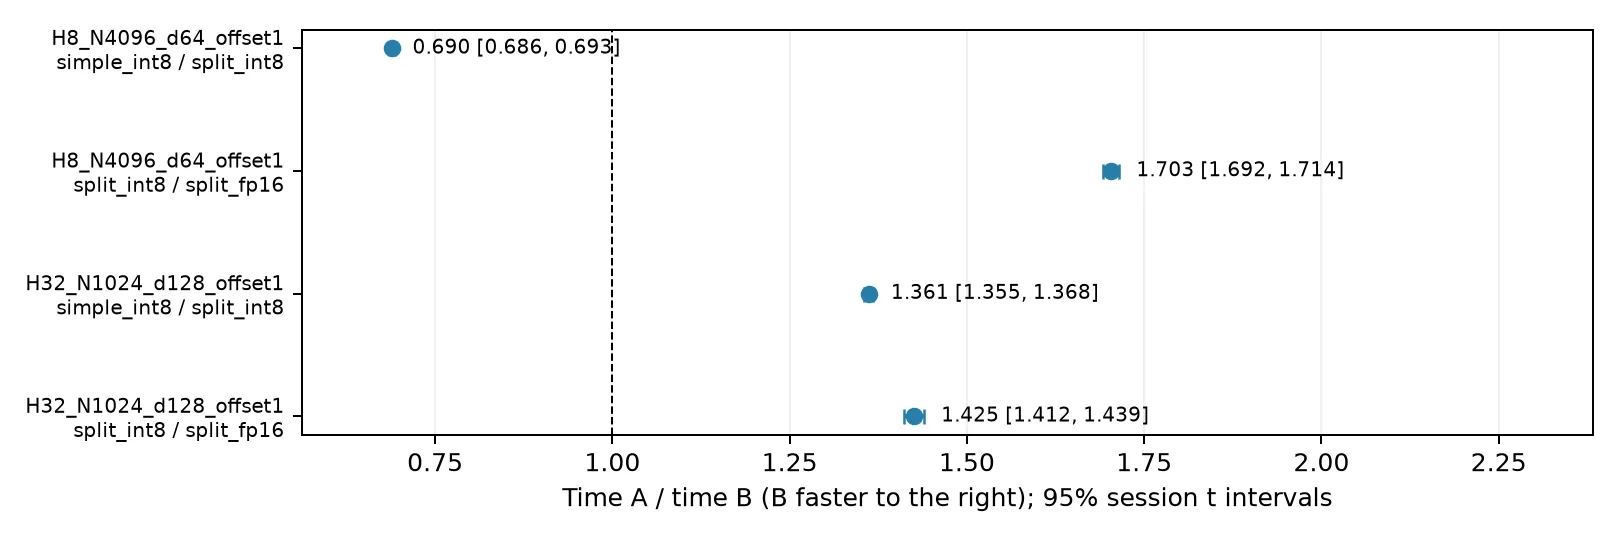 H8_N4096_d64_offset1
simple_int8 / split_int8
0.690 [0.686, 0.693]
H8_N4096_d64_offset1
split_int8 / split_fp16
1.703 [1.692, 1.714]
H32_N1024_d128_offset1
simple_int8 / split_int8
1.361 [1.355, 1.368]
H32_N1024_d128_offset1
split_int8 / split_fp16
1.425 [1.412, 1.439]
0.75 1.00 1.25 1.50 1.75 2.00 2.25
Time A / time B (B faster to the right); 95% session t intervals